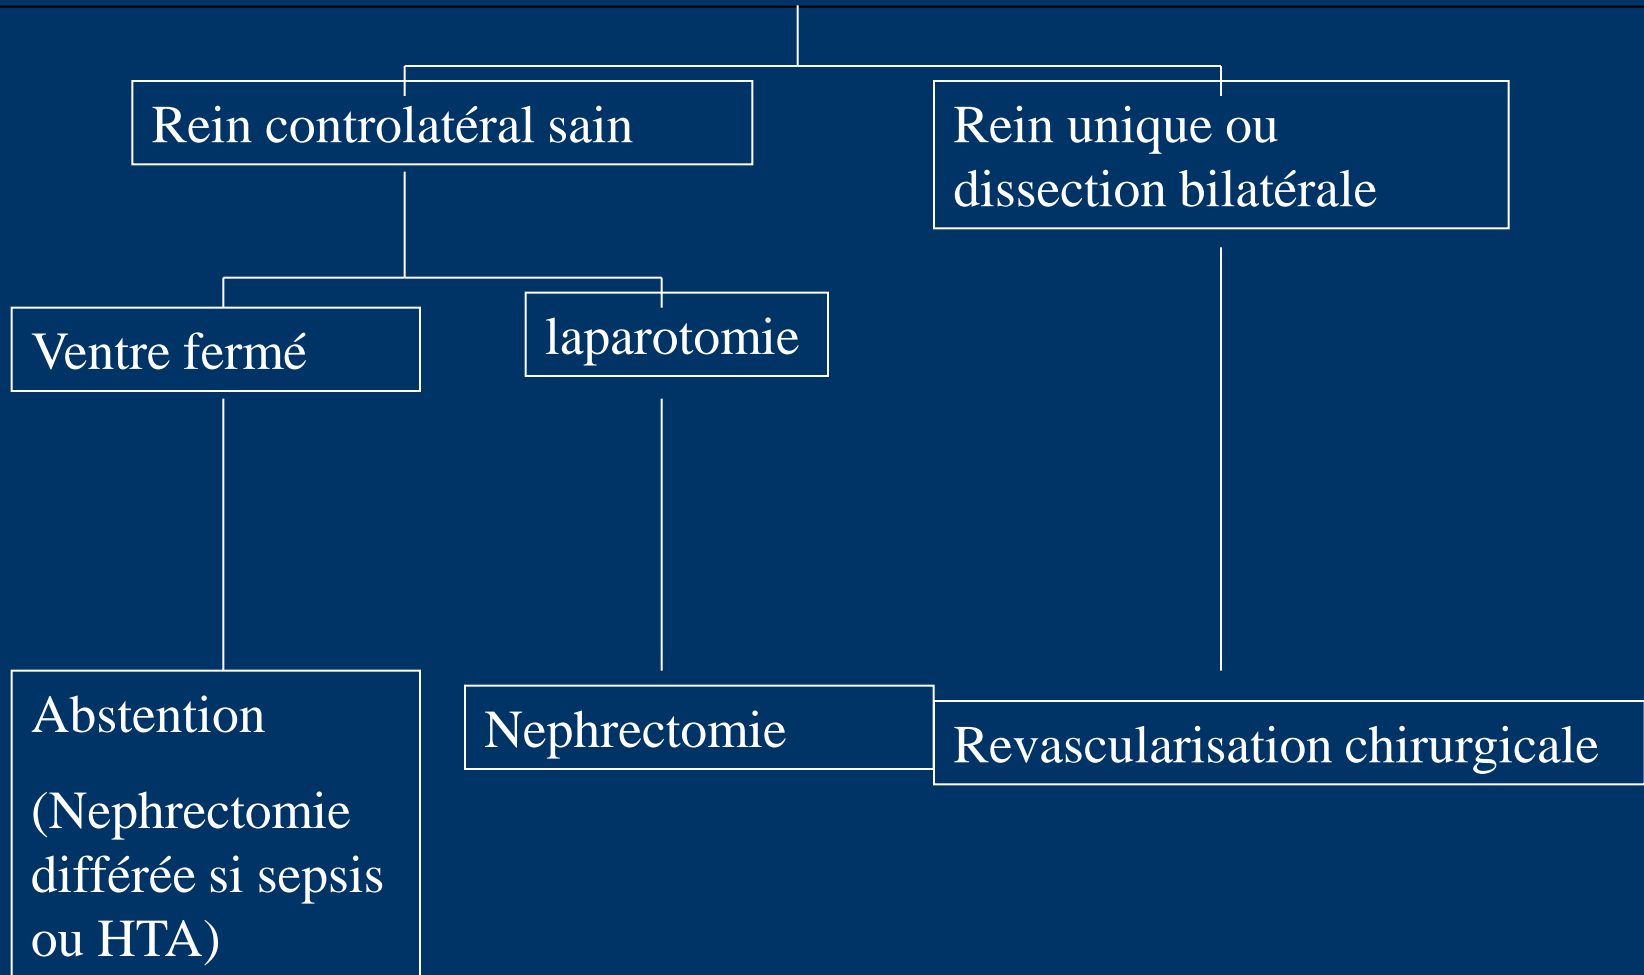 Rein controlatéral sain
Rein unique ou
dissection bilatérale
Ventre fermé
laparotomie
Abstention
(Nephrectomie
différée si sepsis
ou HTA)
Nephrectomie
Revascularisation chirurgicale